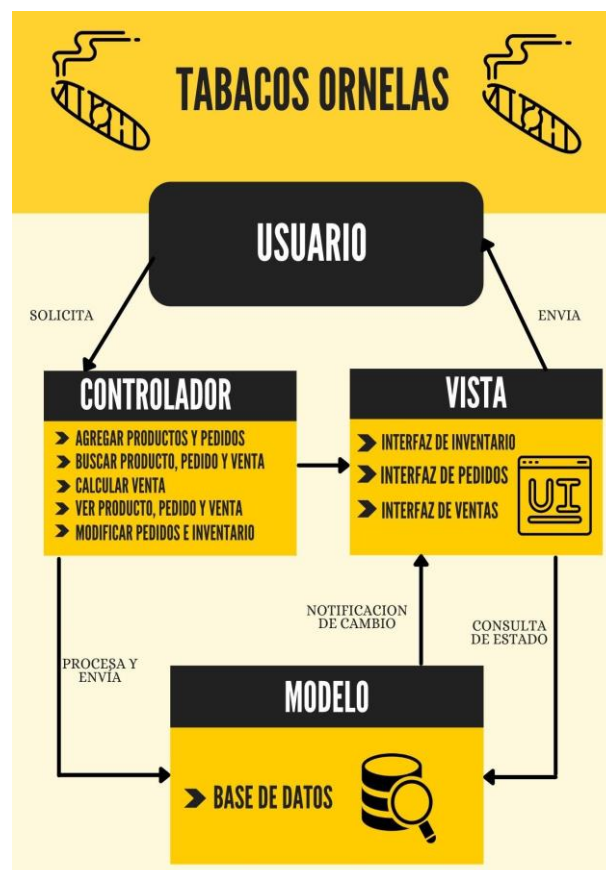 TABACOS ORNELAS
USUARIO
SOLICITA
ENVIA
CONTROLADOR
AGREGAR PRODUCTOS Y PEDIDOS
BUSCAR PRODUCTO, PEDIDO Y VENTA
CALCULAR VENTA
VER PRODUCTO, PEDIDO Y VENTA
MODIFICAR PEDIDOS E INVENTARIO
VISTA
INTERFAZ DE INVENTARIO
INTERFAZ DE PEDIDOS
INTERFAZ DE VENTAS
UI
NOTIFICACION
DE CAMBIO
CONSULTA
DE ESTADO
PROCESA Y
ENVÍA
MODELO
BASE DE DATOS